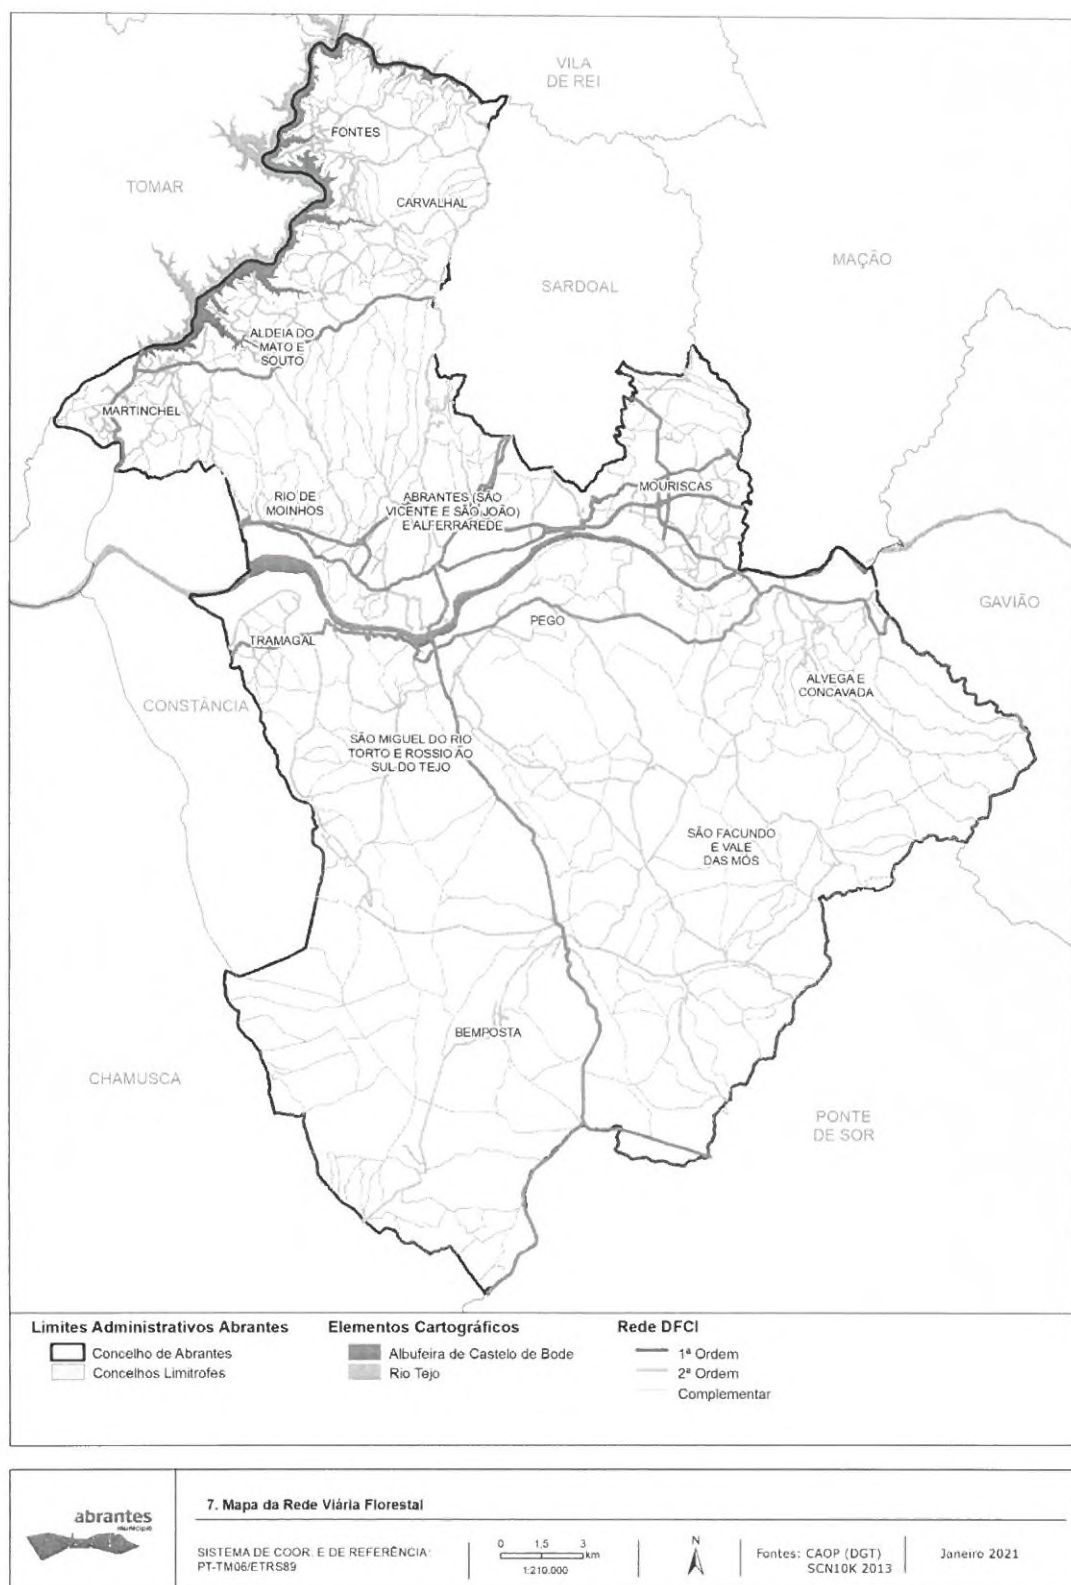 VILA
DE REI
FONTES
TOMAR
CARVALHAL
MAÇÃO
SARDOAL
ALDEIA DO
MATO E
SOUTO
MARTINCHEL
RIO DE
MOINHOS
ABRANTES (SÃO
VICENTE E SÃO JOÃO)
E ALFERRAREDE
MOURISCAS
GAVIÃO
PEGO
TRAMAGAL
ALVEGA E
CONCAVADA
CONSTÂNCIA
SÃO MIGUEL DO RIO
TORTO E ROSSIO AO
SUL DO TEJO
SÃO FACUNDO
E VALE
DAS MÓS
BEMPOSTA
CHAMUSCA
PONTE
DE SOR
Limites Administrativos Abrantes
Concelho de Abrantes
Concelhos Limítrofes
Elementos Cartográficos
Albufeira de Castelo de Bode
Rio Tejo
Rede DFCI
1ª Ordem
2ª Ordem
Complementar
abrantes
município
7. Mapa da Rede Viária Florestal
SISTEMA DE COOR. E DE REFERÊNCIA:
PT-TM06/ETRS89
0 1,5 3
km
1:210.000
N
Fontes: CAOP (DGT)
SCN10K 2013
Janeiro 2021